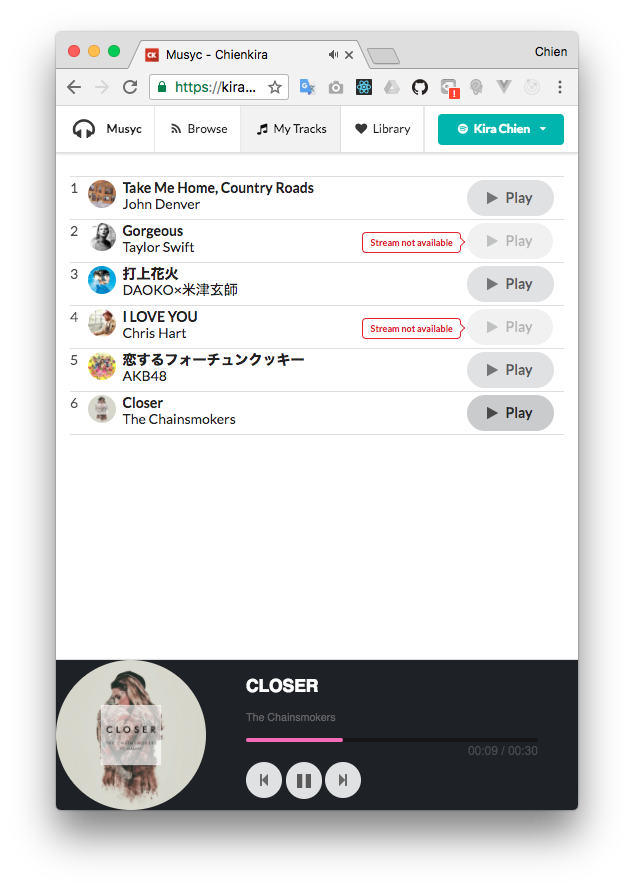 Musyc - Chienkira
Chien
https://kira...
Musyc
Browse
My Tracks
Library
Kira Chien
1
Take Me Home, Country Roads
John Denver
Play
2
Gorgeous
Taylor Swift
Stream not available
Play
3
打上花火
DAOKO×米津玄師
Play
4
I LOVE YOU
Chris Hart
Stream not available
Play
5
恋するフォーチュンクッキー
AKB48
Play
6
Closer
The Chainsmokers
Play
CLOSER
THE CHAINSMOKERS
CLOSER
The Chainsmokers
00:09 / 00:30